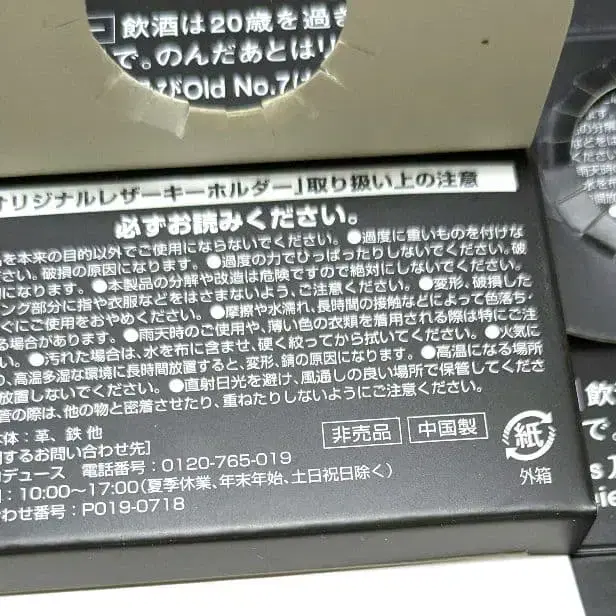 飲酒は20歳を過ぎ
で。のんだあとはリ
びOld No.7は
オリジナルレザーキーホルダー」取り扱い上の注意
必ずお読みください。
を本来の目的以外でご使用にならないでください。●過度に重いものを付けな
ださい。破損の原因になります。●過度の力でひっぱったりしないでください。破
になります。●本製品の分解や改造は危険ですので絶対にしないでください。
ング部分に指や衣服などをはさまないよう、ご注意ください。●変形、破損した
ぐにご使用をおやめください。●摩擦や水濡れ、長時間の接触などによって色落ち・
る場合があります。●雨天時のご使用や、薄い色の衣類を着用される際は特にご注
い。●汚れた場合は、水を布に含ませ、硬く絞ってから拭いてください。●火気に
り、高温多湿な環境に長時間放置すると、変形、錆の原因になります。●高温になる場所
放置しないでください。●直射日光を避け、風通しの良い場所で保管してくださ
管の際は、他の物と密着させたり、重ねたりしないようにご注意ください。
体：革、鉄 他
関するお問い合わせ先]
デュース 電話番号：0120-765-019
：10:00〜17:00(夏季休業、年末年始、土日祝日除く)
わせ番号：P019-0718
非売品
中国製
紙
外箱
飲
で。